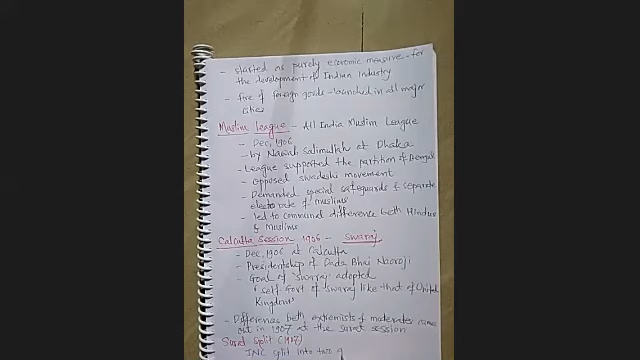 - started as purely economic measure for
the development of Indian Industry
- fire of foreign goods - launched in all major
cities
Muslim League - All India Muslim League
- Dec, 1906
- by Nawab Salimullah at Dhaka
- League supported the partition of Bengal
- opposed swadeshi movement
- Demanded special safeguards & separate
electorate of muslims
- led to communal difference betn Hindus
& Muslims
Calcutta Session 1906 - Swaraj
- Dec, 1906 at Calcutta
- Presidentship of Dada Bhai Naoroji
- Goal of 'swaraj' adopted
'self Govt of swaraj like that of United
Kingdom'
- Differences betn extremists & moderates came
out in 1907 at the surat session
Surat Split (1907)
INC split into two